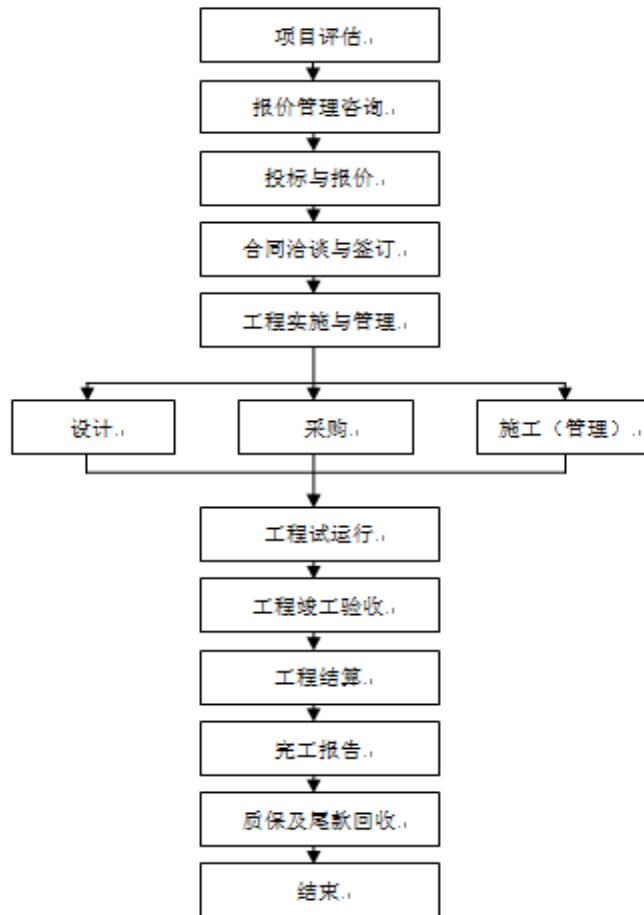 项目评估
报价管理咨询
投标与报价
合同洽谈与签订
工程实施与管理
设计
采购
施工（管理）
工程试运行
工程竣工验收
工程结算
完工报告
质保及尾款回收
结束